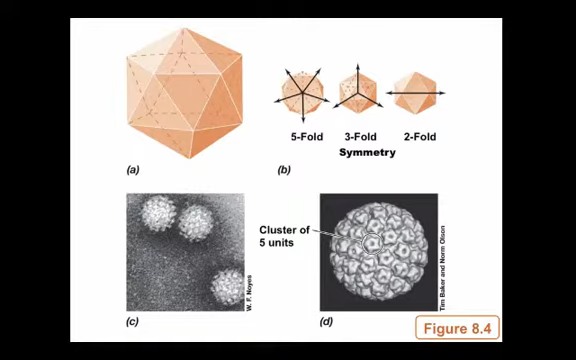 5-Fold 3-Fold 2-Fold
Symmetry
(a) (b)
Cluster of
5 units
W. F. Noyes
Tim Baker and Norm Olson
(c) (d)
Figure 8.4